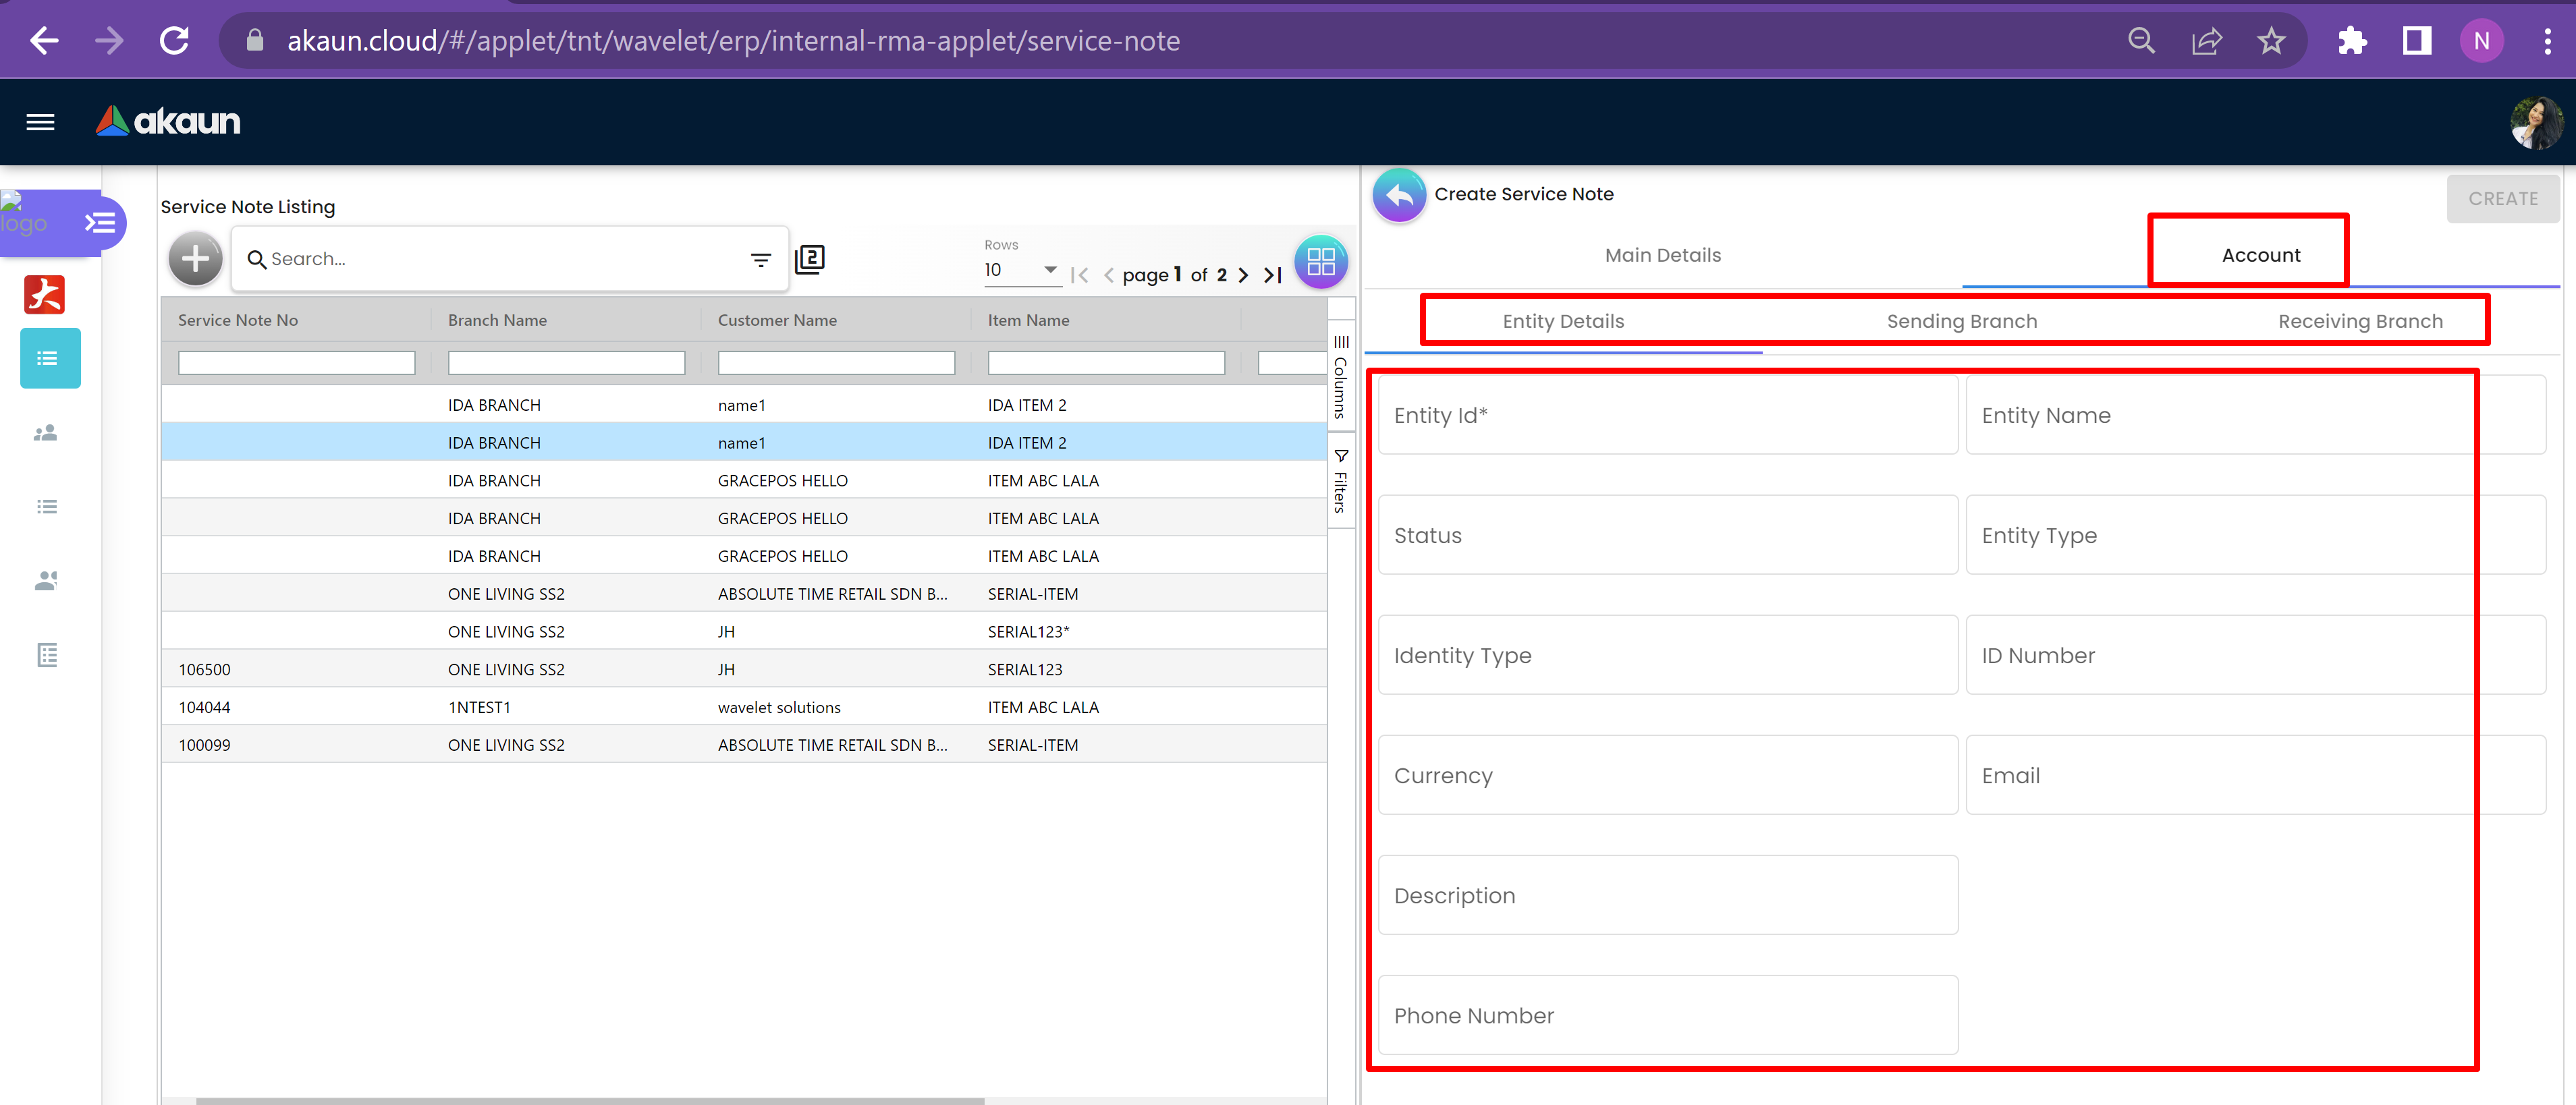 akaun.cloud/#/applet/tnt/wavelet/erp/internal-rma-applet/service-note
N
akaun
logo
Service Note Listing
Search...
2
Rows
10
page 1 of 2
Service Note No Branch Name Customer Name Item Name
IDA BRANCH name1 IDA ITEM 2
IDA BRANCH name1 IDA ITEM 2
IDA BRANCH GRACEPOS HELLO ITEM ABC LALA
IDA BRANCH GRACEPOS HELLO ITEM ABC LALA
IDA BRANCH GRACEPOS HELLO ITEM ABC LALA
ONE LIVING SS2 ABSOLUTE TIME RETAIL SDN B... SERIAL-ITEM
ONE LIVING SS2 JH SERIAL123*
106500 ONE LIVING SS2 JH SERIAL123
104044 1NTEST1 wavelet solutions ITEM ABC LALA
100099 ONE LIVING SS2 ABSOLUTE TIME RETAIL SDN B... SERIAL-ITEM
Columns
Filters
Create Service Note
CREATE
Main Details Account
Entity Details Sending Branch Receiving Branch
Entity Id* Entity Name
Status Entity Type
Identity Type ID Number
Currency Email
Description
Phone Number